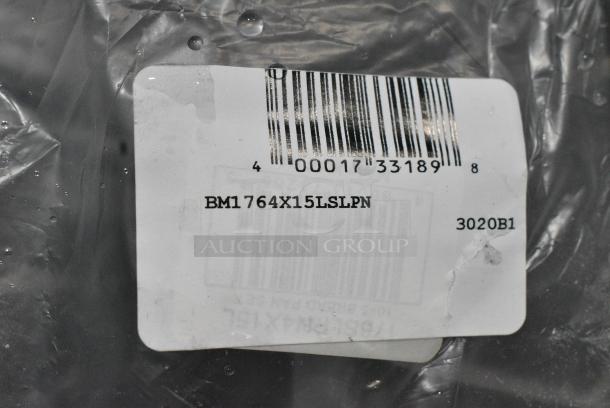 4 00017 33189 8
BM1764X15LSLPN
3020B1
AUCTION GROUP